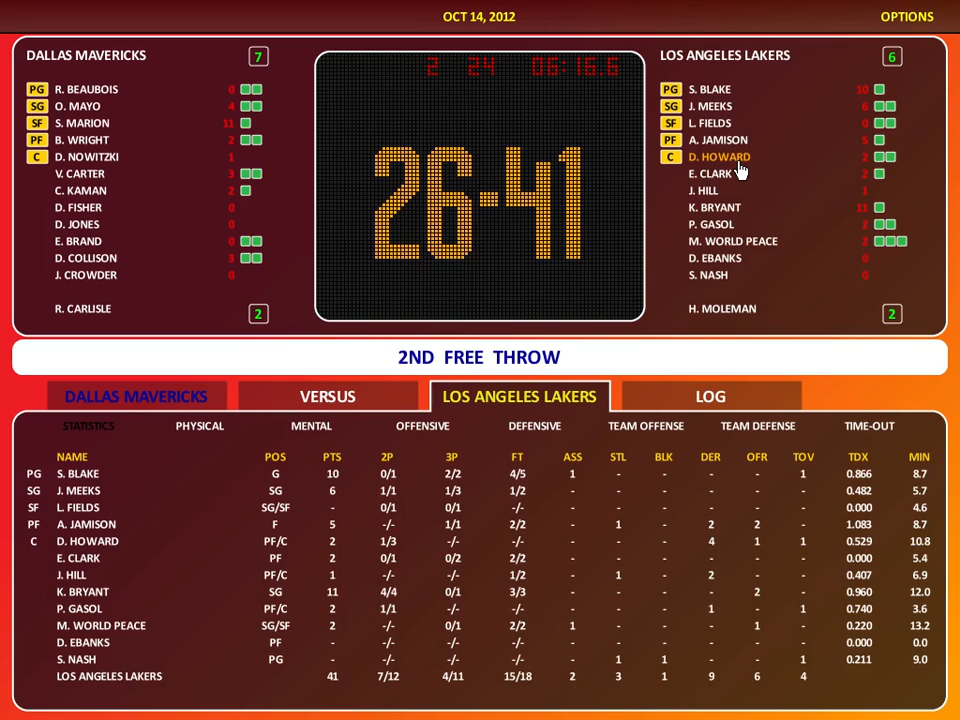 OCT 14, 2012 OPTIONS
DALLAS MAVERICKS 7
PG R. BEAUBOIS 0
SG O. MAYO 4
SF S. MARION 11
PF B. WRIGHT 2
C D. NOWITZKI 1
V. CARTER 3
C. KAMAN 2
D. FISHER 0
D. JONES 0
E. BRAND 0
D. COLLISON 3
J. CROWDER 0
R. CARLISLE 2
2 24 06:16.6
26-41
LOS ANGELES LAKERS 6
PG S. BLAKE 10
SG J. MEEKS 6
SF L. FIELDS 0
PF A. JAMISON 5
C D. HOWARD 2
E. CLARK 2
J. HILL 1
K. BRYANT 11
P. GASOL 2
M. WORLD PEACE 2
D. EBANKS 0
S. NASH 0
H. MOLEMAN 2
2ND FREE THROW
DALLAS MAVERICKS VERSUS LOS ANGELES LAKERS LOG
STATISTICS PHYSICAL MENTAL OFFENSIVE DEFENSIVE TEAM OFFENSE TEAM DEFENSE TIME-OUT
NAME POS PTS 2P 3P FT ASS STL BLK DER OFR TOV TDX MIN
PG S. BLAKE G 10 0/1 2/2 4/5 1 - - - - 1 0.866 8.7
SG J. MEEKS SG 6 1/1 1/3 1/2 - - - - - - 0.482 5.7
SF L. FIELDS SG/SF - 0/1 0/1 -/- - - - - - - 0.000 4.6
PF A. JAMISON F 5 -/- 1/1 2/2 - 1 - 2 2 - 1.083 8.7
C D. HOWARD PF/C 2 1/3 -/- -/- - - - 4 1 1 0.529 10.8
E. CLARK PF 2 0/1 0/2 2/2 - - - - - - 0.000 5.4
J. HILL PF/C 1 -/- -/- 1/2 - 1 - 2 - - 0.407 6.9
K. BRYANT SG 11 4/4 0/1 3/3 - - - - 2 - 0.960 12.0
P. GASOL PF/C 2 1/1 -/- -/- - - - 1 - 1 0.740 3.6
M. WORLD PEACE SG/SF 2 -/- 0/1 2/2 1 - - - 1 - 0.220 13.2
D. EBANKS PF - -/- -/- -/- - - - - - - 0.000 0.0
S. NASH PG - -/- -/- -/- - 1 1 - - 1 0.211 9.0
LOS ANGELES LAKERS 41 7/12 4/11 15/18 2 3 1 9 6 4